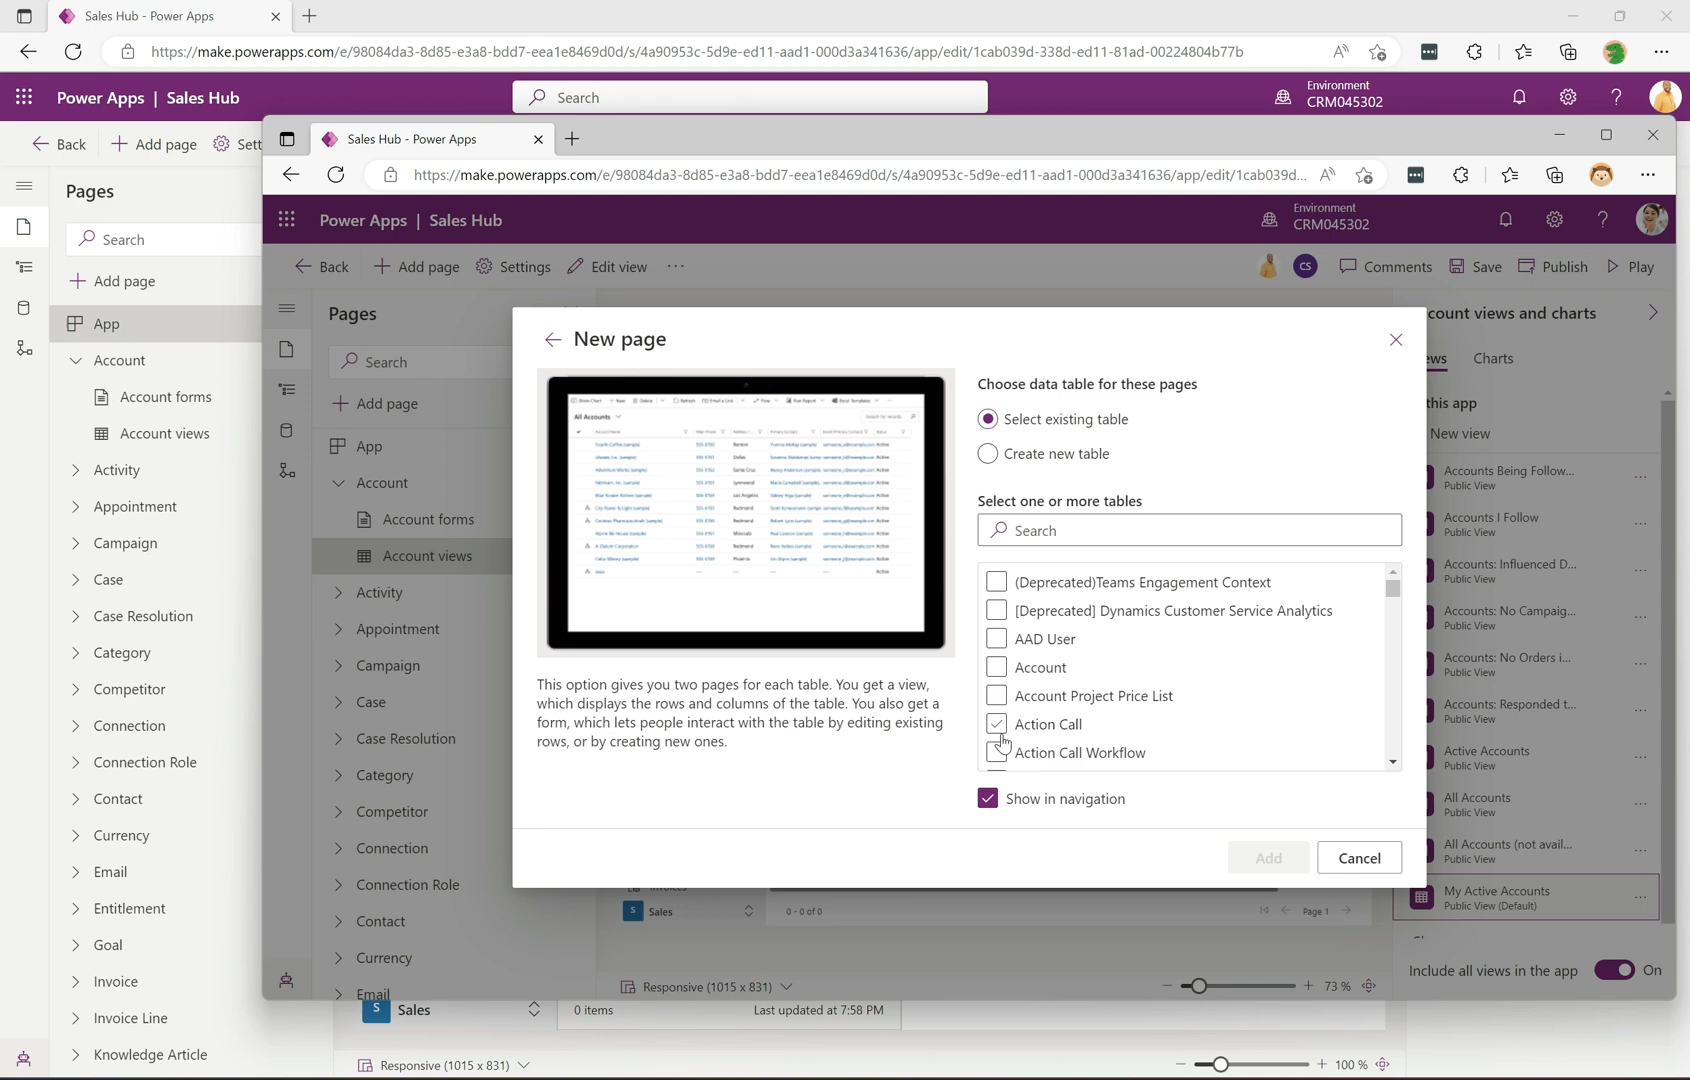 Sales Hub - Power Apps
https://make.powerapps.com/e/98084da3-8d85-e3a8-bdd7-eea1e8469d0d/s/4a90953c-5d9e-ed11-aad1-000d3a341636/app/edit/1cab039d-338d-ed11-81ad-00224804b77b
Power Apps | Sales Hub
Search
Environment
CRM045302
Back
Add page
Sett
Pages
Search
Add page
App
Account
Account forms
Account views
Activity
Appointment
Campaign
Case
Case Resolution
Category
Competitor
Connection
Connection Role
Contact
Currency
Email
Entitlement
Goal
Invoice
Invoice Line
Knowledge Article
Sales Hub - Power Apps
https://make.powerapps.com/e/98084da3-8d85-e3a8-bdd7-eea1e8469d0d/s/4a90953c-5d9e-ed11-aad1-000d3a341636/app/edit/1cab039d...
Power Apps | Sales Hub
Environment
CRM045302
Back
Add page
Settings
Edit view
CS
Comments
Save
Publish
Play
Pages
Search
Add page
App
Account
Account forms
Account views
Activity
Appointment
Campaign
Case
Case Resolution
Category
Competitor
Connection
Connection Role
Contact
Currency
Email
New page
All Accounts
This option gives you two pages for each table. You get a view,
which displays the rows and columns of the table. You also get a
form, which lets people interact with the table by editing existing
rows, or by creating new ones.
Choose data table for these pages
Select existing table
Create new table
Select one or more tables
Search
(Deprecated)Teams Engagement Context
[Deprecated] Dynamics Customer Service Analytics
AAD User
Account
Account Project Price List
Action Call
Action Call Workflow
Show in navigation
Add
Cancel
count views and charts
ews
Charts
this app
New view
Accounts Being Follow...
Public View
Accounts I Follow
Public View
Accounts: Influenced D...
Public View
Accounts: No Campaig...
Public View
Accounts: No Orders i...
Public View
Accounts: Responded t...
Public View
Active Accounts
Public View
All Accounts
Public View
All Accounts (not avail...
Public View
My Active Accounts
Public View (Default)
Include all views in the app
On
S
Sales
0 - 0 of 0
Page 1
Responsive (1015 x 831)
73 %
S
Sales
0 items
Last updated at 7:58 PM
Responsive (1015 x 831)
100 %